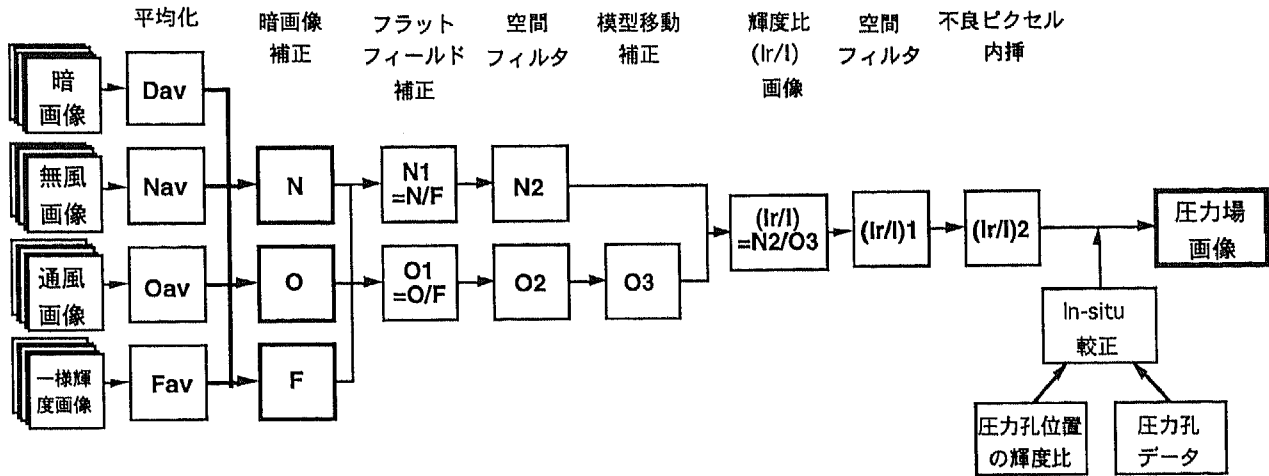 平均化
暗画像
補正
フラット
フィールド
補正
空間
フィルタ
模型移動
補正
輝度比
(Ir/I)
画像
空間
フィルタ
不良ピクセル
内挿
暗
画像
Dav
無風
画像
Nav
N
N1
=N/F
N2
通風
画像
Oav
O
O1
=O/F
O2
O3
一様輝
度画像
Fav
F
(Ir/I)
=N2/O3
(Ir/I)1
(Ir/I)2
圧力場
画像
In-situ
較正
圧力孔位置
の輝度比
圧力孔
データ